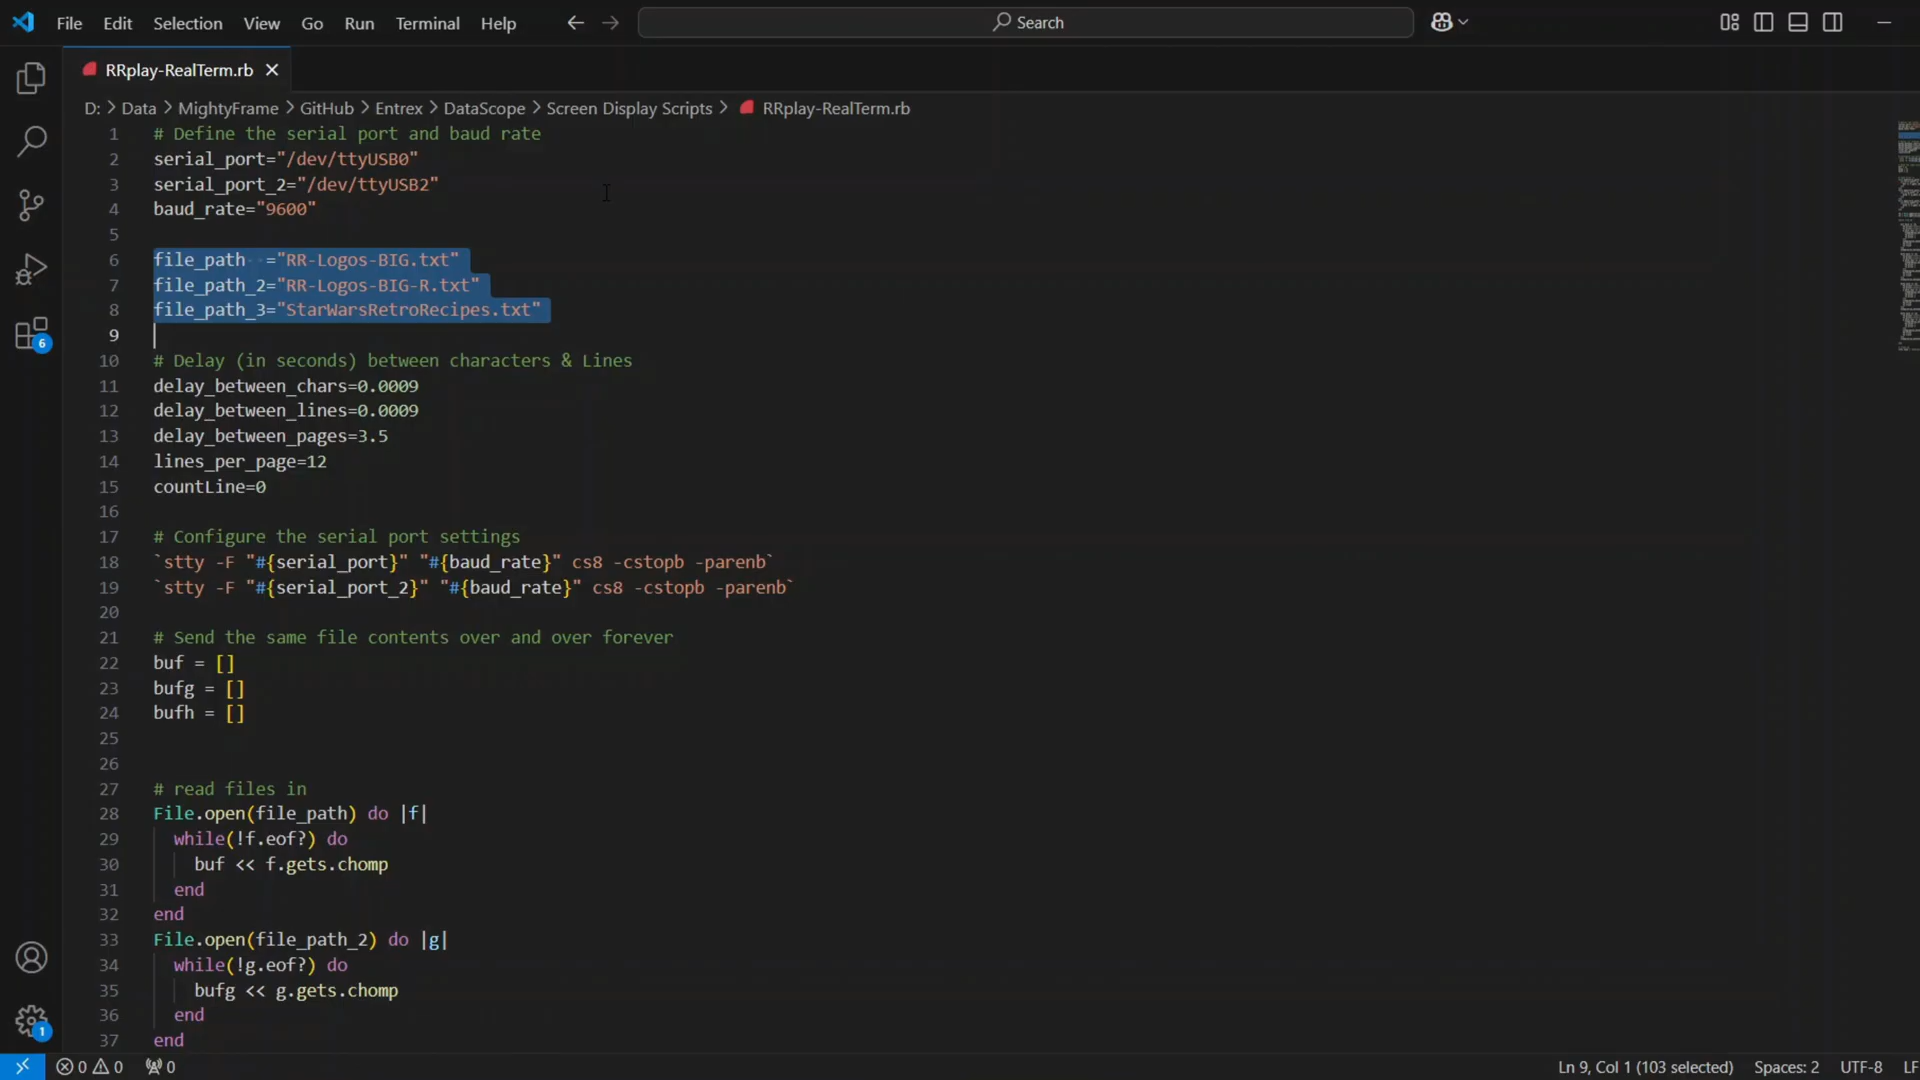 File Edit Selection View Go Run Terminal Help Search
RRplay-RealTerm.rb
D: > Data > MightyFrame > GitHub > Entrex > DataScope > Screen Display Scripts > RRplay-RealTerm.rb
1 # Define the serial port and baud rate
2 serial_port="/dev/ttyUSB0"
3 serial_port_2="/dev/ttyUSB2"
4 baud_rate="9600"
5
6 file_path  ="RR-Logos-BIG.txt"
7 file_path_2="RR-Logos-BIG-R.txt"
8 file_path_3="StarWarsRetroRecipes.txt"
9
10 # Delay (in seconds) between characters & Lines
11 delay_between_chars=0.0009
12 delay_between_lines=0.0009
13 delay_between_pages=3.5
14 lines_per_page=12
15 countLine=0
16
17 # Configure the serial port settings
18 `stty -F "#{serial_port}" "#{baud_rate}" cs8 -cstopb -parenb`
19 `stty -F "#{serial_port_2}" "#{baud_rate}" cs8 -cstopb -parenb`
20
21 # Send the same file contents over and over forever
22 buf = []
23 bufg = []
24 bufh = []
25
26
27 # read files in
28 File.open(file_path) do |f|
29   while(!f.eof?) do
30     buf << f.gets.chomp
31   end
32 end
33 File.open(file_path_2) do |g|
34   while(!g.eof?) do
35     bufg << g.gets.chomp
36   end
37 end
6
1
0 0 0 Ln 9, Col 1 (103 selected) Spaces: 2 UTF-8 LF